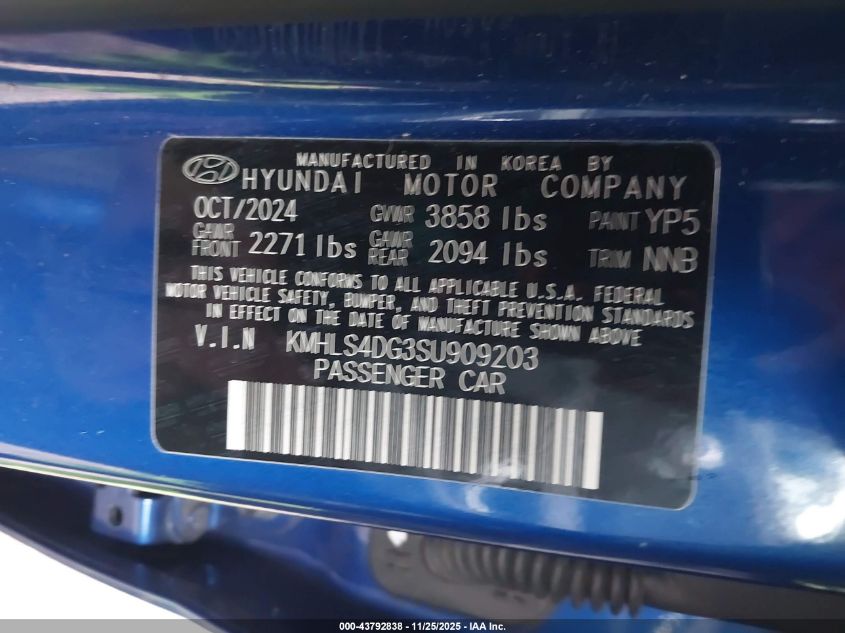 MANUFACTURED IN KOREA BY
HYUNDAI MOTOR COMPANY
OCT/2024 GVWR 3858 lbs PAINT YP5
GAWR FRONT 2271 lbs GAWR REAR 2094 lbs TRIM NNB
THIS VEHICLE CONFORMS TO ALL APPLICABLE U.S.A. FEDERAL
MOTOR VEHICLE SAFETY, BUMPER, AND THEFT PREVENTION STANDARDS
IN EFFECT ON THE DATE OF MANUFACTURE SHOWN ABOVE
V.I.N KMHLS4DG3SU909203
PASSENGER CAR
000-43792838 - 11/25/2025 - IAA Inc.